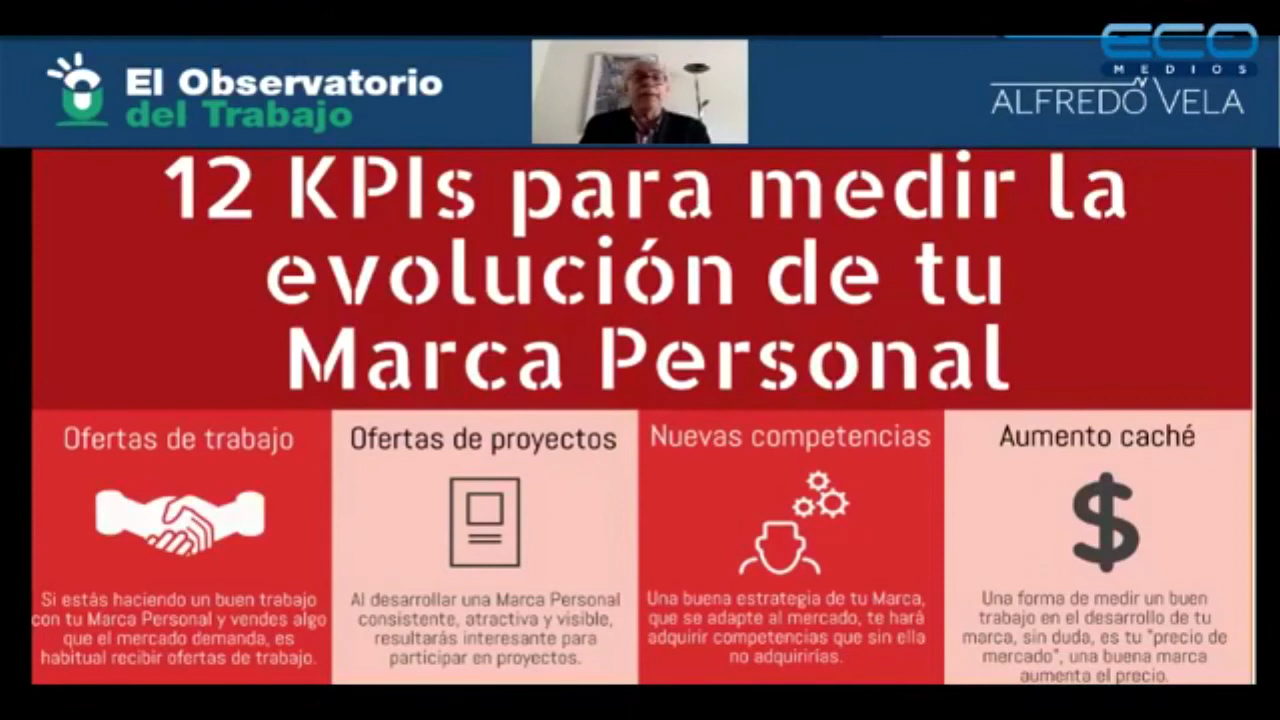 El Observatorio
del Trabajo
ECO
MEDIOS
ALFREDO VELA
12 KPIs para medir la
evolución de tu
Marca Personal
Ofertas de trabajo
Si estás haciendo un buen trabajo
con tu Marca Personal y vendes algo
que el mercado demanda, es
habitual recibir ofertas de trabajo.
Ofertas de proyectos
Al desarrollar una Marca Personal
consistente, atractiva y visible,
resultarás interesante para
participar en proyectos.
Nuevas competencias
Una buena estrategia de tu Marca,
que se adapte al mercado, te hará
adquirir competencias que sin ella
no adquirirías.
Aumento caché
$
Una forma de medir un buen
trabajo en el desarrollo de tu
marca, sin duda, es tu "precio de
mercado", una buena marca
aumenta el precio.